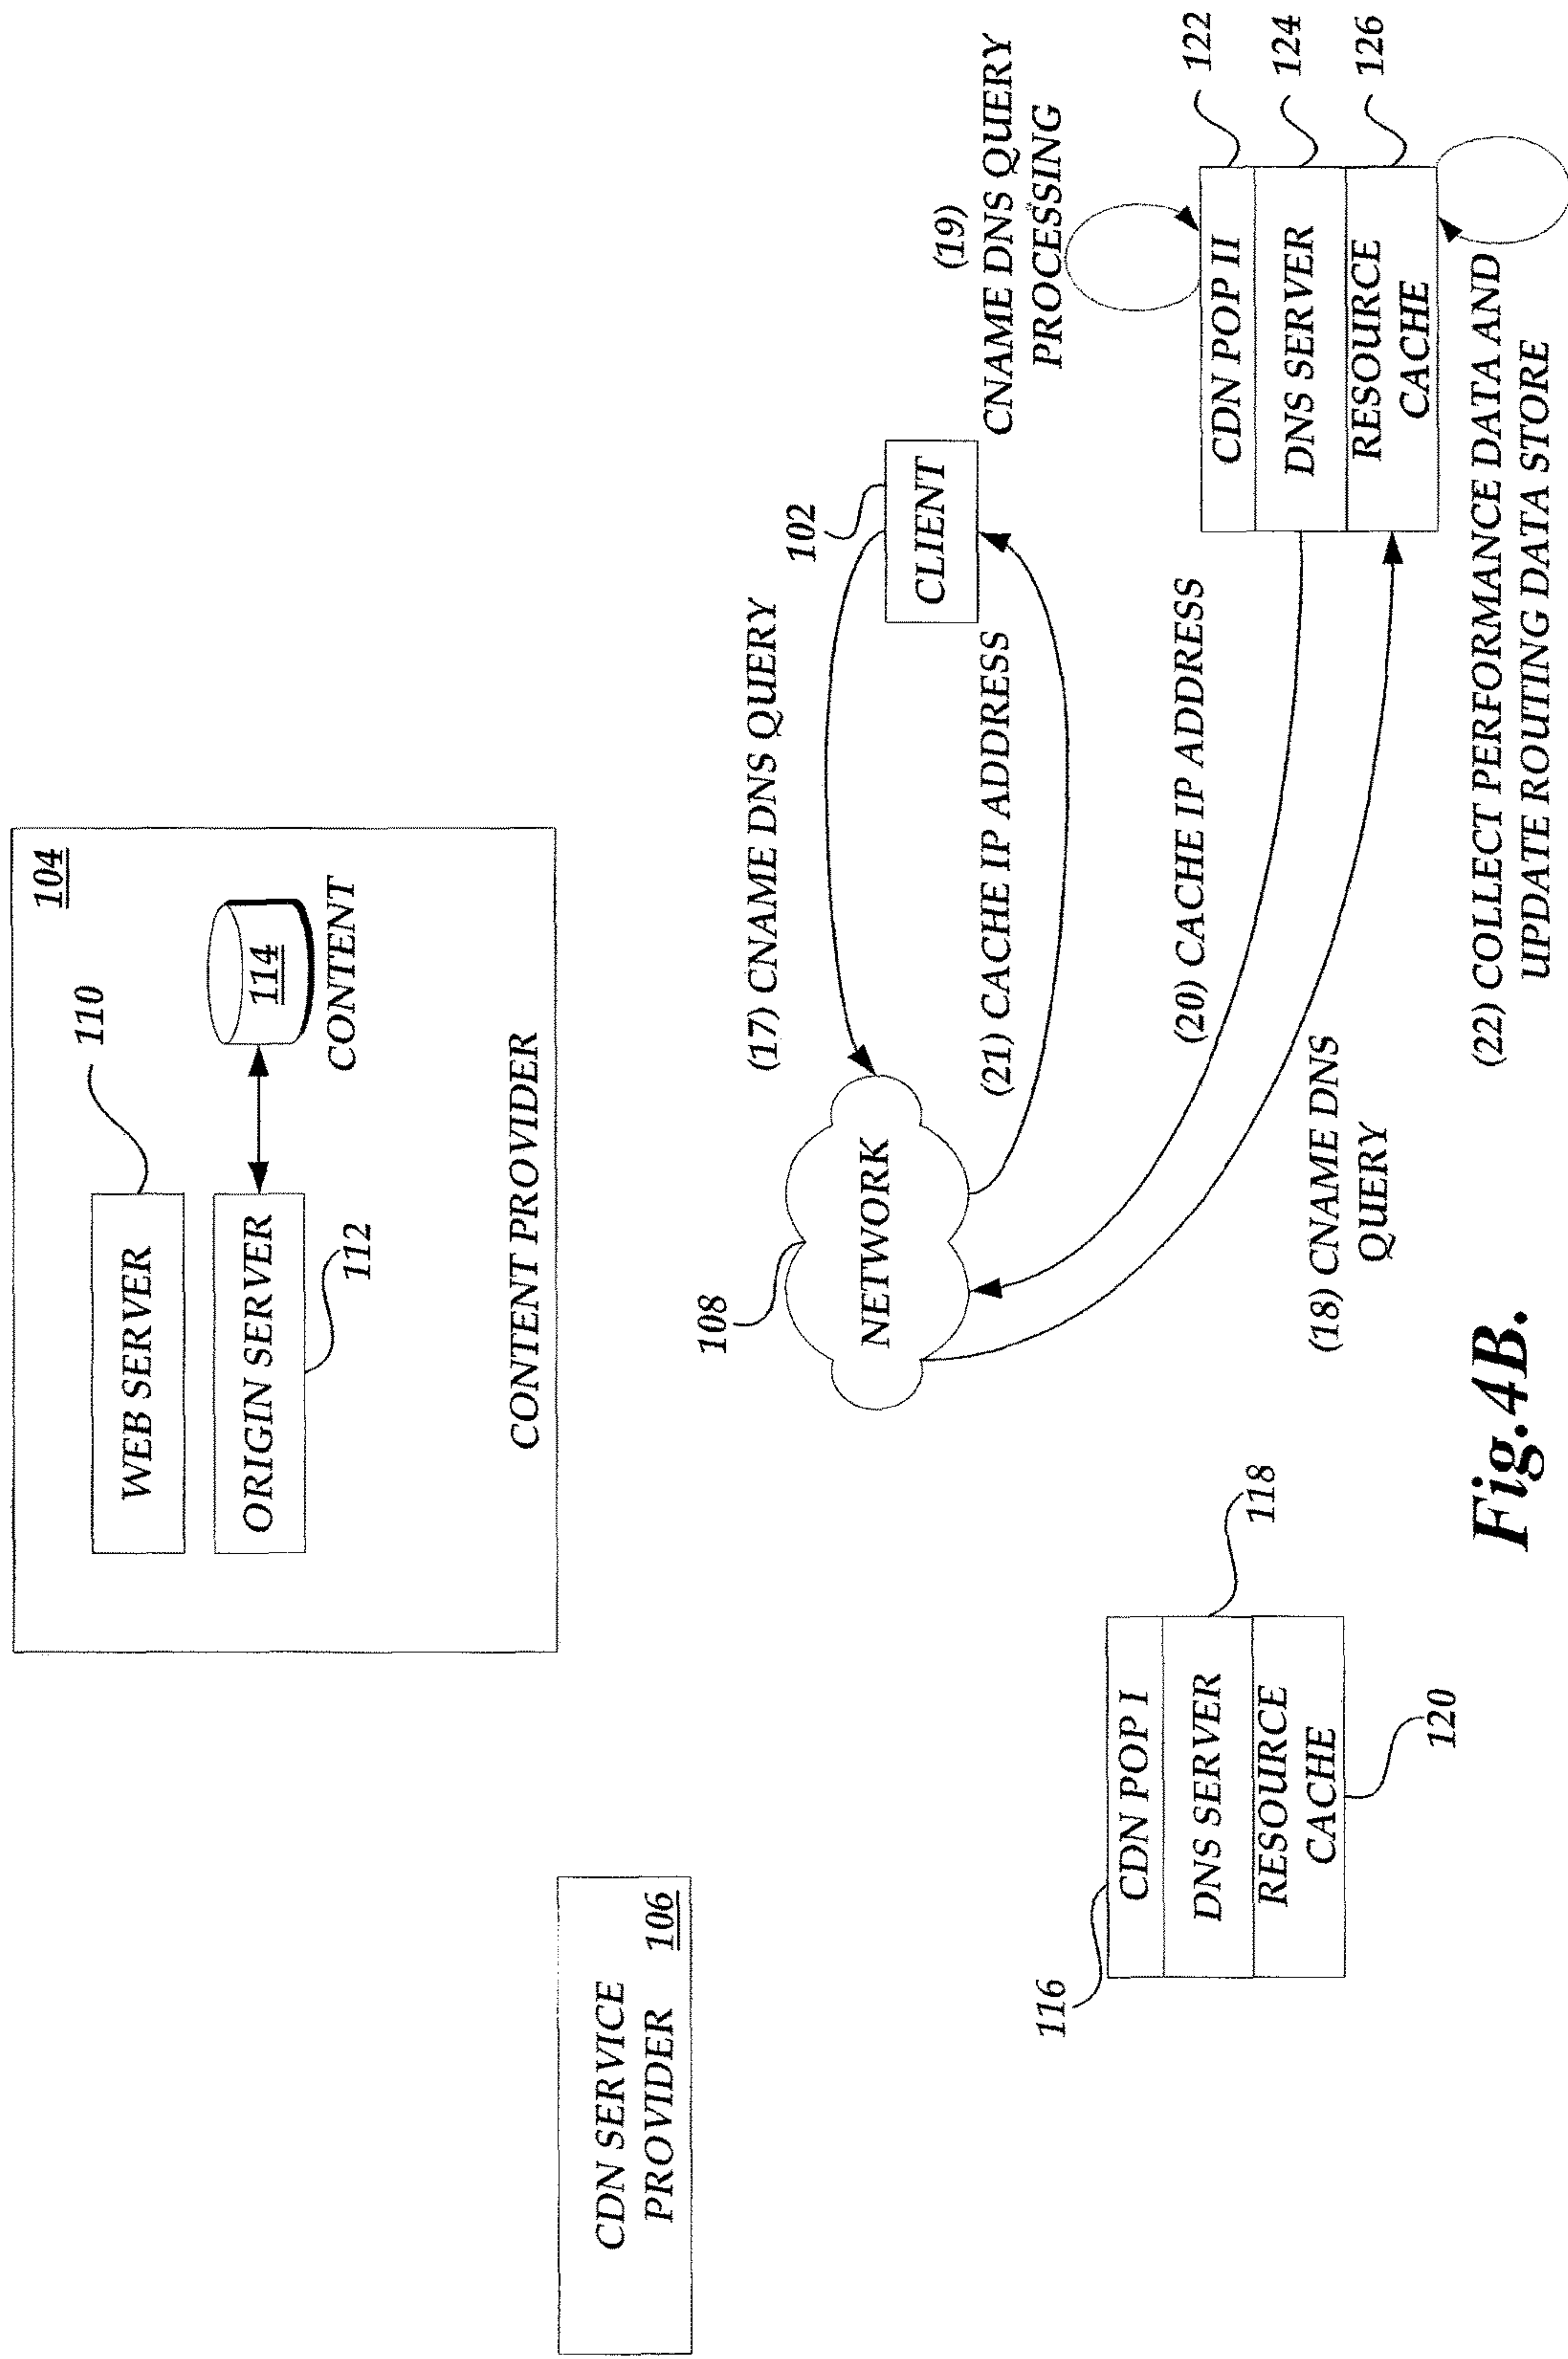 104
WEB SERVER
110
ORIGIN SERVER
112
114
CONTENT
CONTENT PROVIDER
CDN SERVICE
PROVIDER
106
108
NETWORK
(17) CNAME DNS QUERY
102
CLIENT
(21) CACHE IP ADDRESS
(19)
CNAME DNS QUERY
PROCESSING
116
CDN POP I
DNS SERVER
118
RESOURCE
CACHE
120
(20) CACHE IP ADDRESS
(18) CNAME DNS
QUERY
CDN POP II
122
DNS SERVER
124
RESOURCE
CACHE
126
(22) COLLECT PERFORMANCE DATA AND
UPDATE ROUTING DATA STORE
Fig.4B.